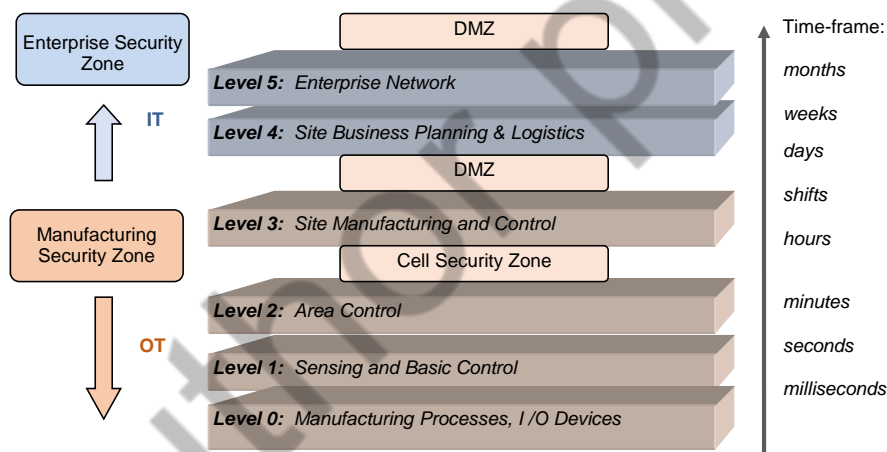 Enterprise Security
Zone
IT
Manufacturing
Security Zone
OT
DMZ
Level 5: Enterprise Network
Level 4: Site Business Planning & Logistics
DMZ
Level 3: Site Manufacturing and Control
Cell Security Zone
Level 2: Area Control
Level 1: Sensing and Basic Control
Level 0: Manufacturing Processes, I /O Devices
Time-frame:
months
weeks
days
shifts
hours
minutes
seconds
milliseconds